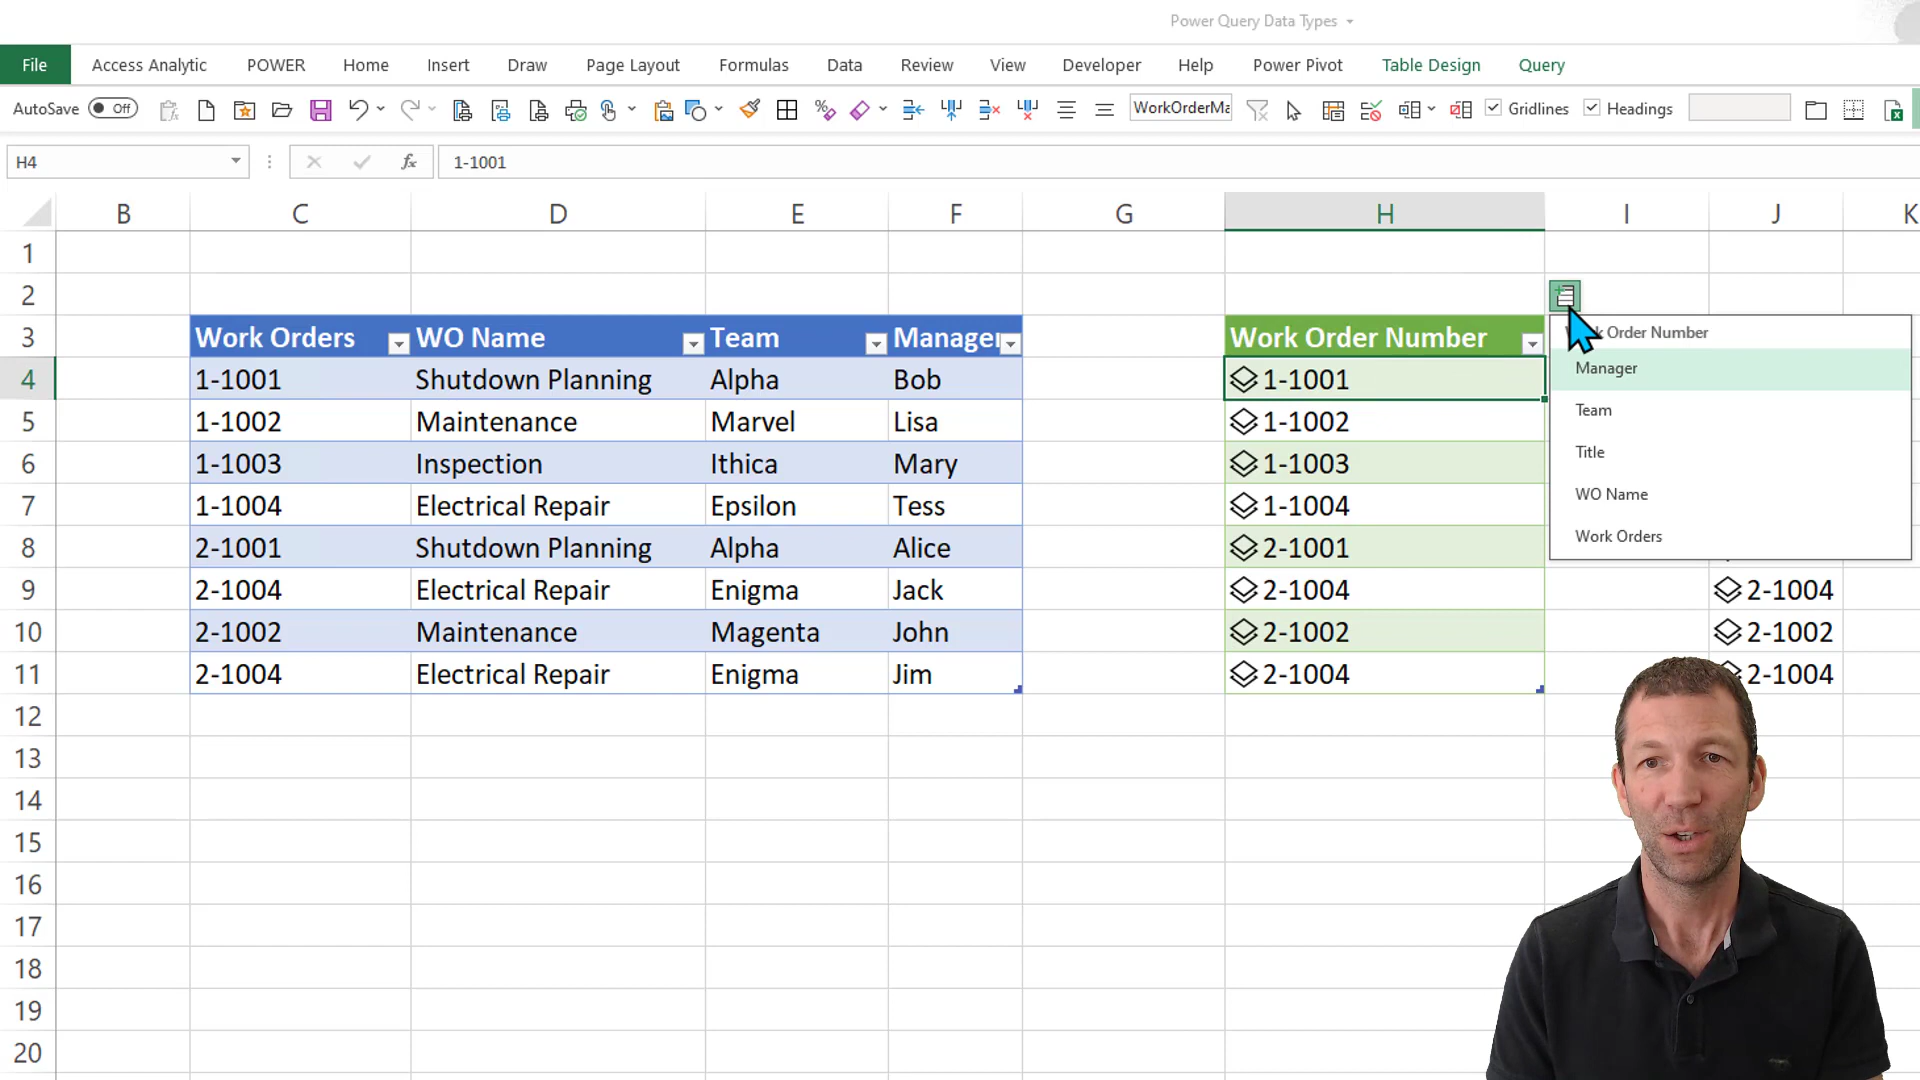 Power Query Data Types
File Access Analytic POWER Home Insert Draw Page Layout Formulas Data Review View Developer Help Power Pivot Table Design Query
AutoSave Off WorkOrderMa Gridlines Headings
H4 fx 1-1001
B C D E F G H I J K
1
2
3 Work Orders WO Name Team Manager Work Order Number Order Number
4 1-1001 Shutdown Planning Alpha Bob 1-1001 Manager
5 1-1002 Maintenance Marvel Lisa 1-1002 Team
6 1-1003 Inspection Ithica Mary 1-1003 Title
7 1-1004 Electrical Repair Epsilon Tess 1-1004 WO Name
8 2-1001 Shutdown Planning Alpha Alice 2-1001 Work Orders
9 2-1004 Electrical Repair Enigma Jack 2-1004 2-1004
10 2-1002 Maintenance Magenta John 2-1002 2-1002
11 2-1004 Electrical Repair Enigma Jim 2-1004 2-1004
12
13
14
15
16
17
18
19
20